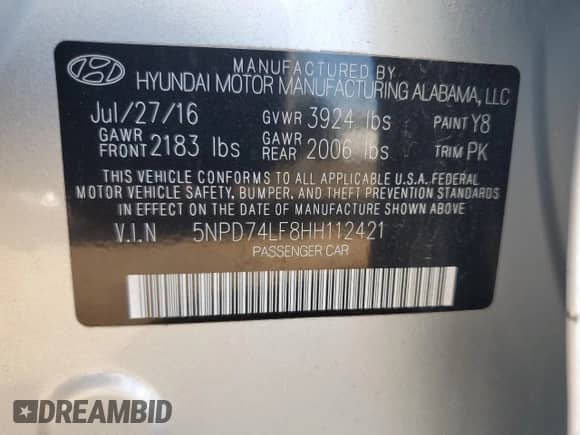 MANUFACTURED BY
HYUNDAI MOTOR MANUFACTURING ALABAMA, LLC
Jul/27/16 GVWR 3924 lbs PAINT Y8
GAWR FRONT 2183 lbs GAWR REAR 2006 lbs TRIM PK
THIS VEHICLE CONFORMS TO ALL APPLICABLE U.S.A. FEDERAL
MOTOR VEHICLE SAFETY, BUMPER, AND THEFT PREVENTION STANDARDS
IN EFFECT ON THE DATE OF MANUFACTURE SHOWN ABOVE
V.I.N 5NPD74LF8HH112421
PASSENGER CAR
DREAMBID